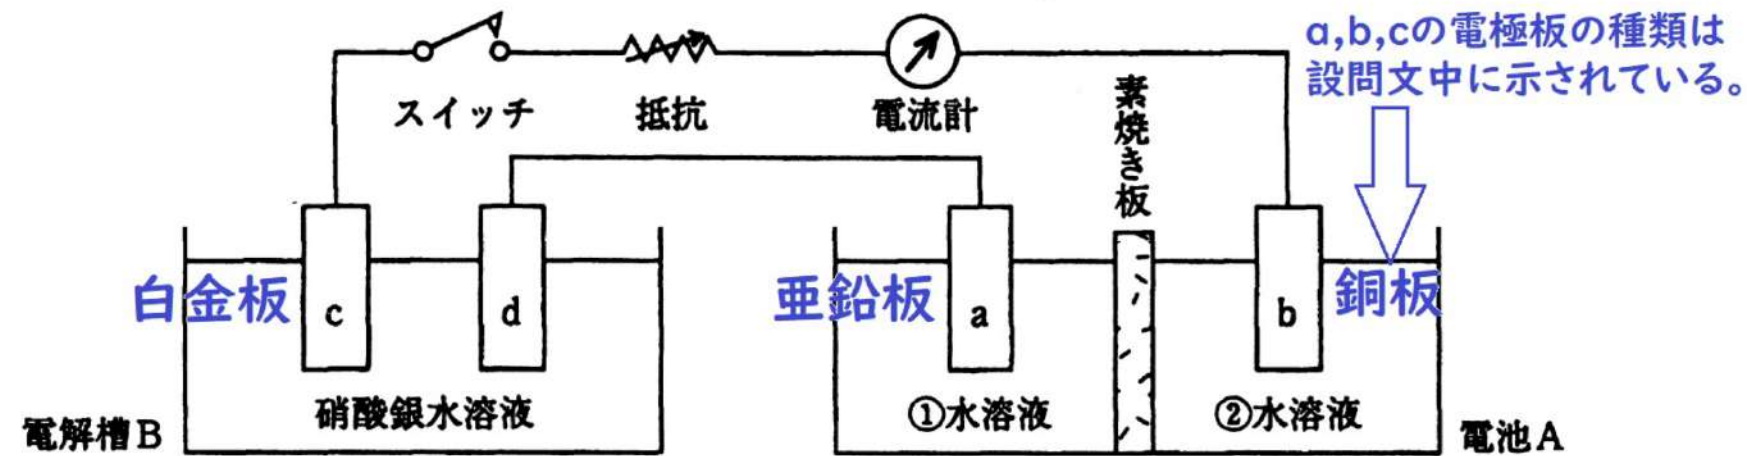 a,b,cの電極板の種類は
設問文中に示されている。
スイッチ
抵抗
電流計
素焼き板
白金板
c
d
亜鉛板
a
b
銅板
硝酸銀水溶液
①水溶液
②水溶液
電解槽B
電池A